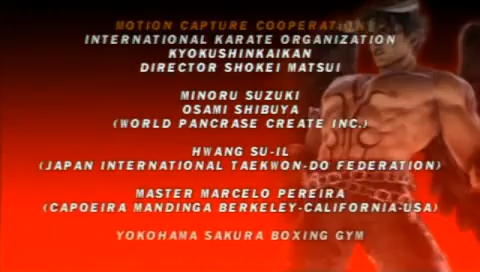 MOTION CAPTURE COOPERATION
INTERNATIONAL KARATE ORGANIZATION
KYOKUSHINKAIKAN
DIRECTOR SHOKEI MATSUI
MINORU SUZUKI
OSAMI SHIBUYA
(WORLD PANCRASE CREATE INC.)
HWANG SU-IL
(JAPAN INTERNATIONAL TAEKWON-DO FEDERATION)
MASTER MARCELO PEREIRA
(CAPOEIRA MANDINGA BERKELEY-CALIFORNIA-USA)
YOKOHAMA SAKURA BOXING GYM